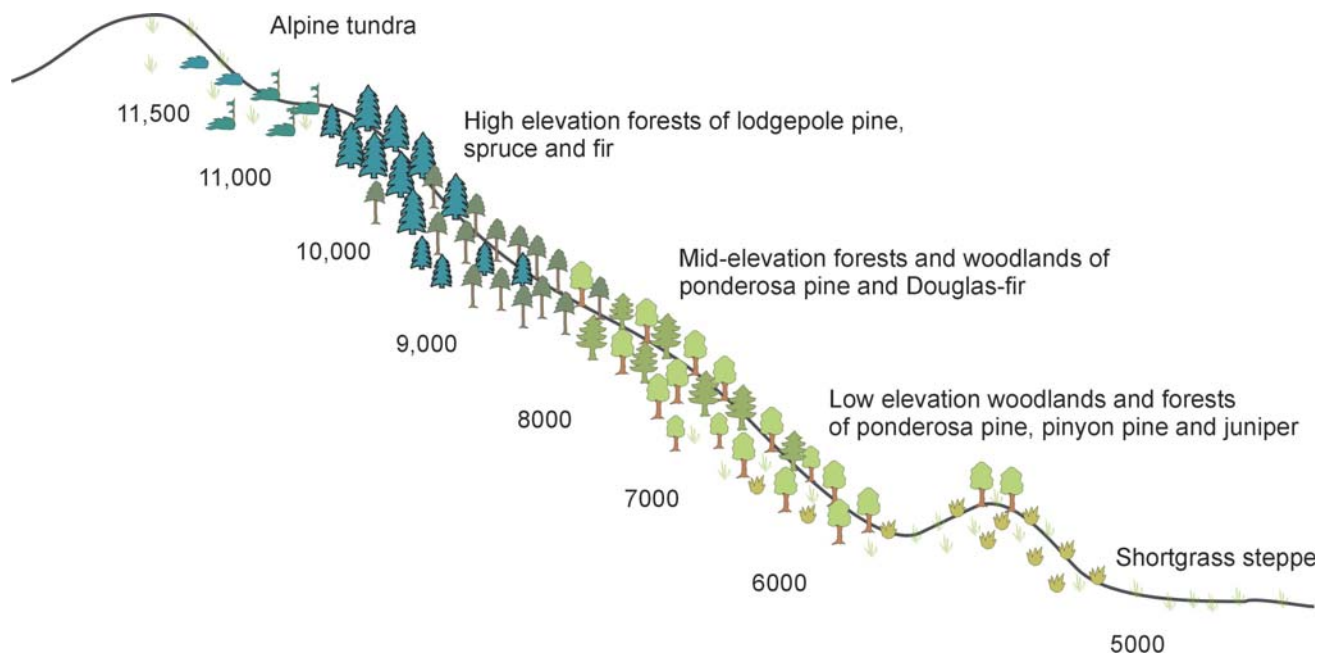 Alpine tundra
11,500
High elevation forests of lodgepole pine,
spruce and fir
11,000
10,000
Mid-elevation forests and woodlands of
ponderosa pine and Douglas-fir
9,000
8000
Low elevation woodlands and forests
of ponderosa pine, pinyon pine and juniper
7000
6000
Shortgrass steppe
5000